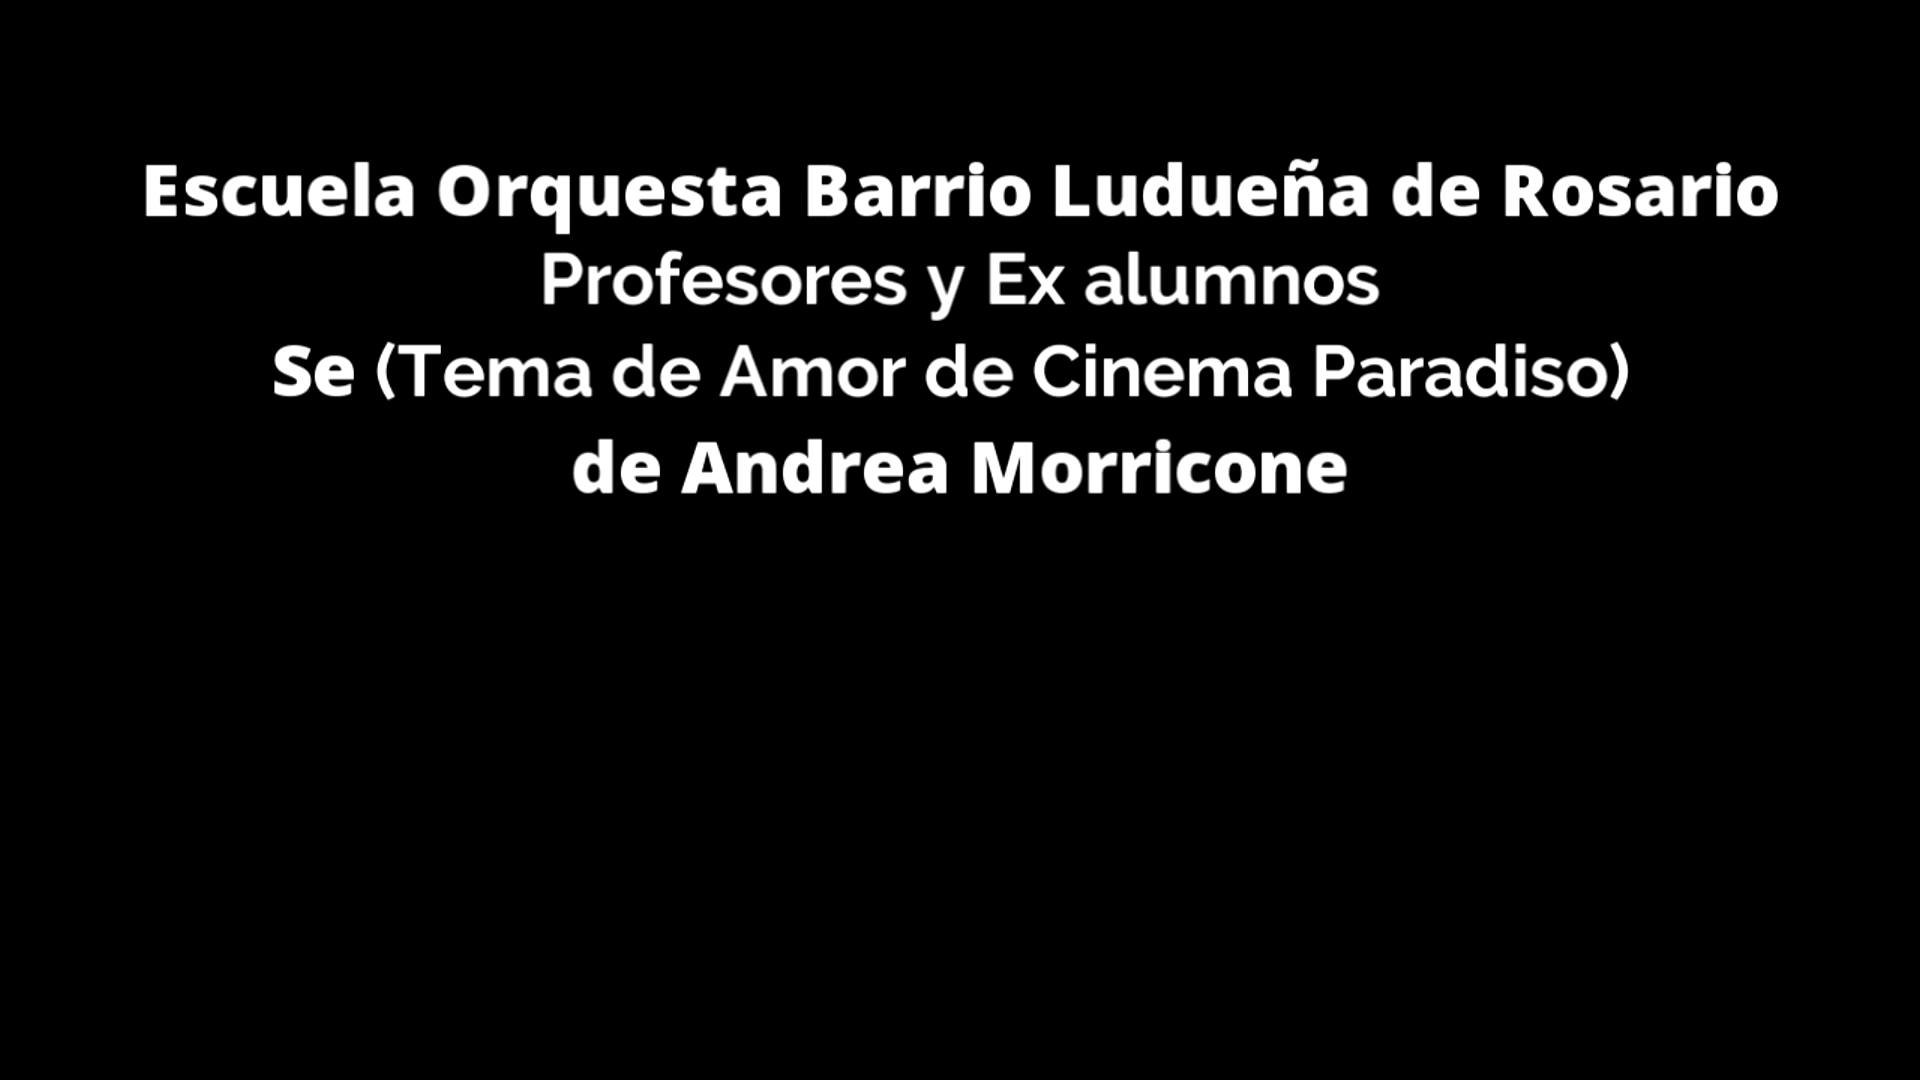 Escuela Orquesta Barrio Ludueña de Rosario
Profesores y Ex alumnos
Se (Tema de Amor de Cinema Paradiso)
de Andrea Morricone